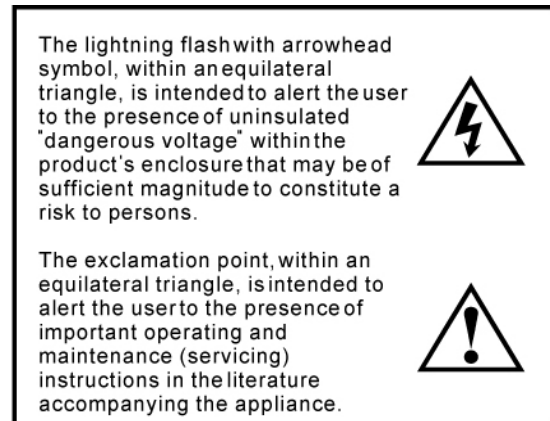 The lightning flash with arrowhead
symbol, within an equilateral
triangle, is intended to alert the user
to the presence of uninsulated
"dangerous voltage" within the
product's enclosure that may be of
sufficient magnitude to constitute a
risk to persons.
The exclamation point, within an
equilateral triangle, is intended to
alert the user to the presence of
important operating and
maintenance (servicing)
instructions in the literature
accompanying the appliance.